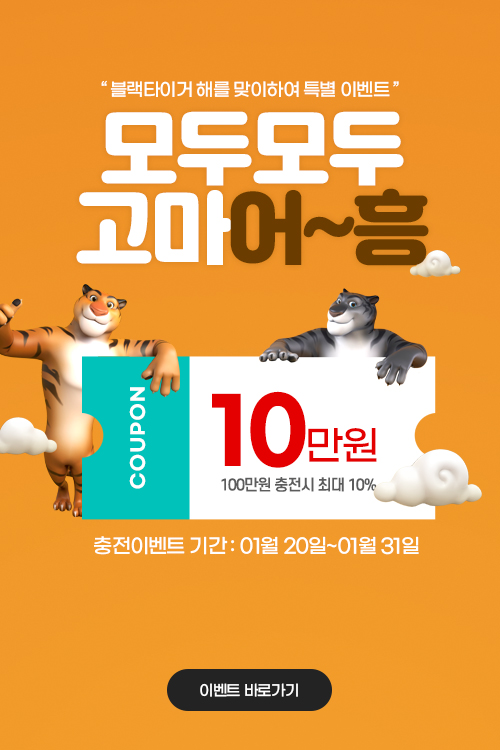 “ 블랙타이거 해를 맞이하여 특별 이벤트 ”
모두모두
고마어~흥
COUPON
10만원
100만원 충전시 최대 10%
충전이벤트 기간 : 01월 20일~01월 31일
이벤트 바로가기